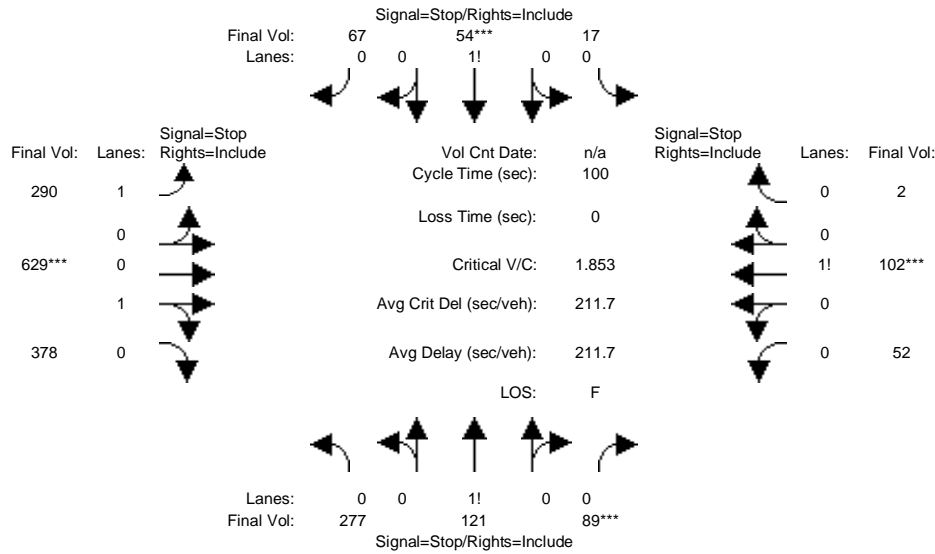 Signal=Stop/Rights=Include
Final Vol: 67 54*** 17
Lanes: 0 0 1! 0 0
Signal=Stop
Final Vol: Lanes: Rights=Include
Vol Cnt Date: n/a
Signal=Stop
Rights=Include Lanes: Final Vol:
Cycle Time (sec): 100
290 1
0 2
Loss Time (sec): 0
0
0
629*** 0
Critical V/C: 1.853
1! 102***
1
Avg Crit Del (sec/veh): 211.7
0
378 0
Avg Delay (sec/veh): 211.7
0 52
LOS: F
Lanes: 0 0 1! 0 0
Final Vol: 277 121 89***
Signal=Stop/Rights=Include